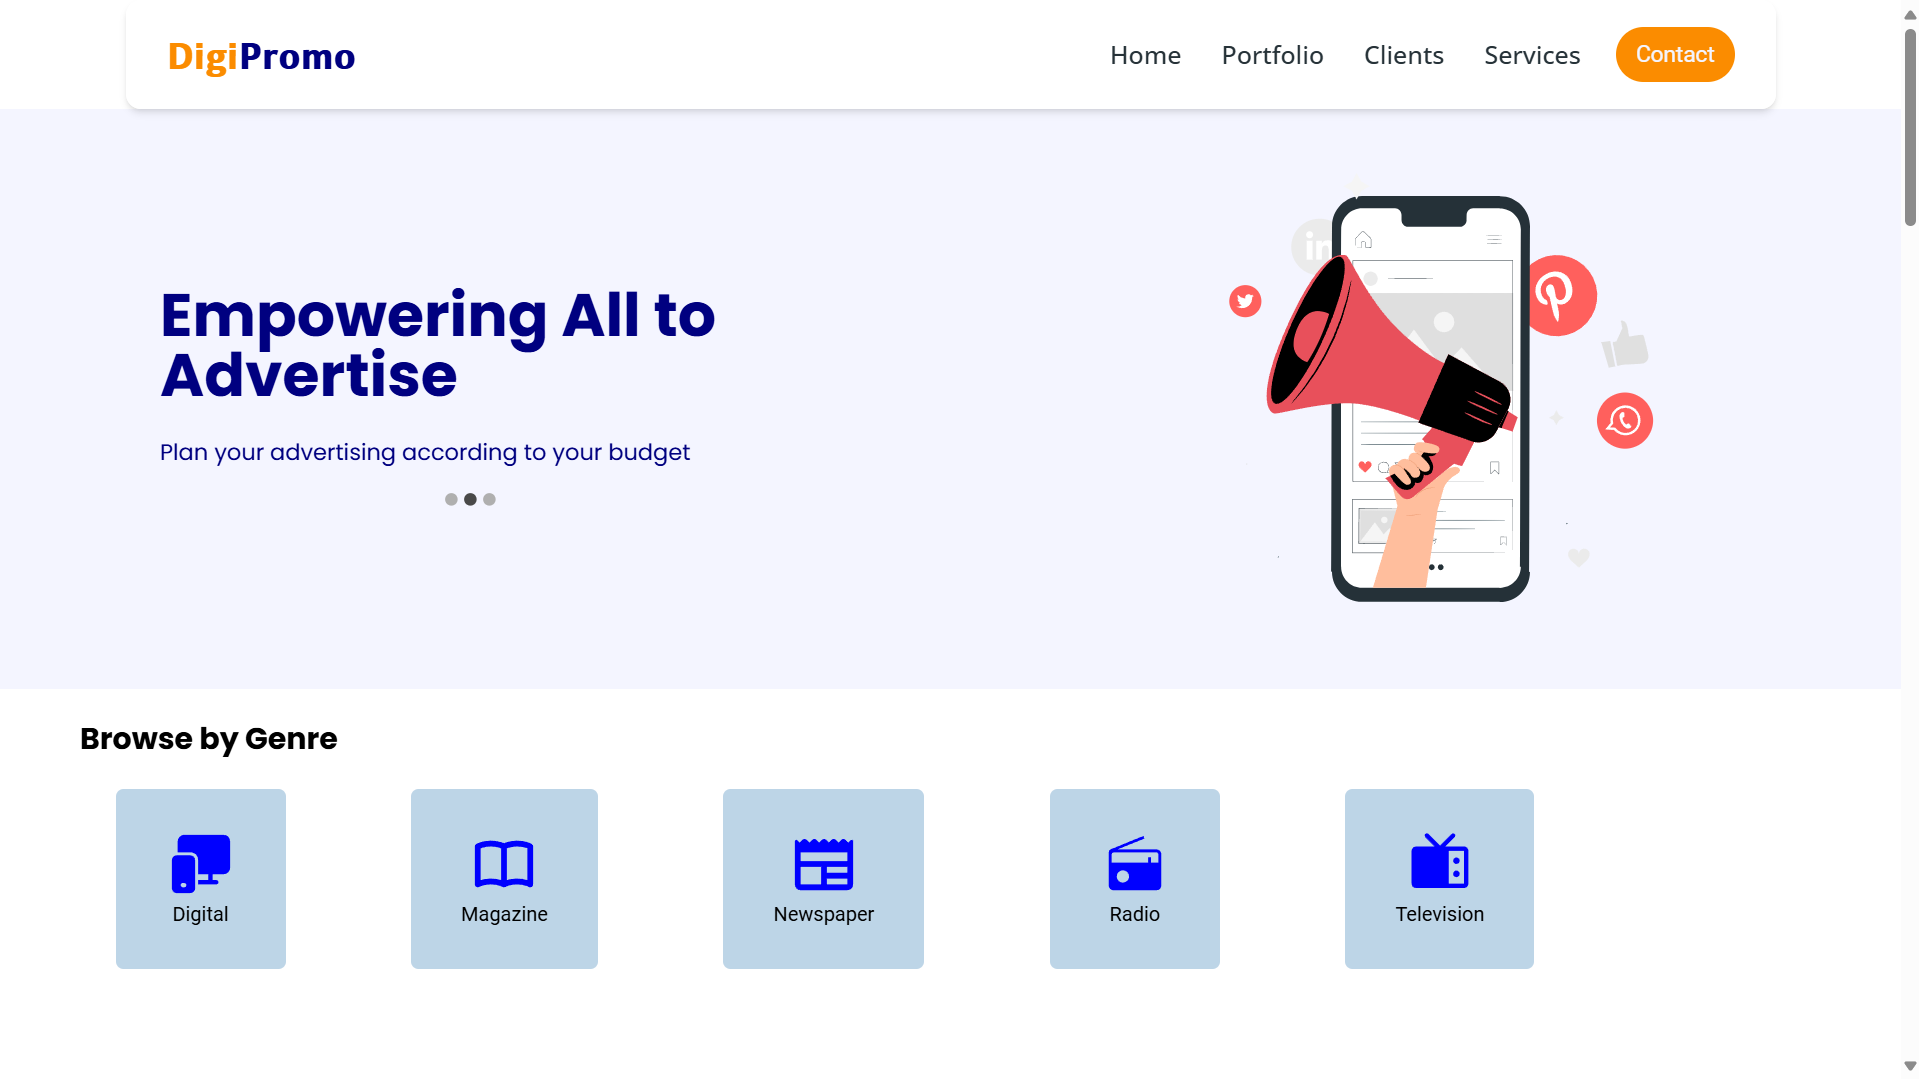 DigiPromo
Home Portfolio Clients Services Contact
Empowering All to
Advertise
Plan your advertising according to your budget
in
Browse by Genre
Digital
Magazine
Newspaper
Radio
Television